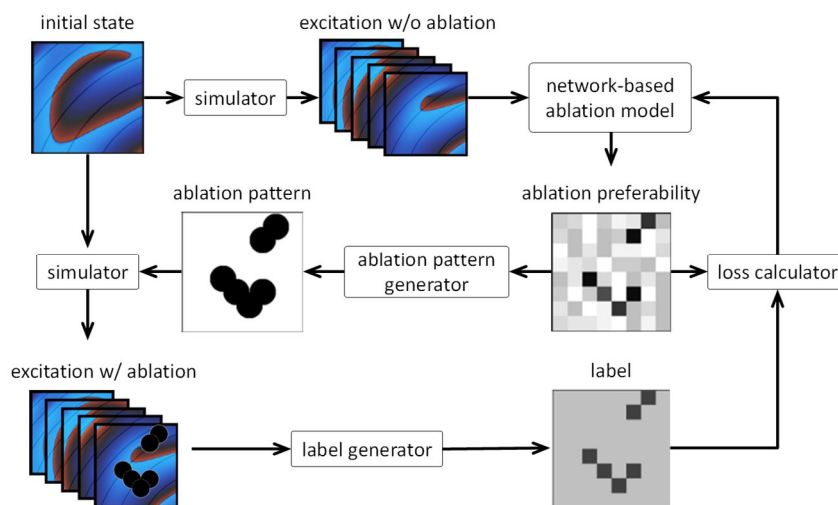 initial state
excitation w/o ablation
simulator
network-based
ablation model
ablation pattern
ablation preferability
simulator
ablation pattern
generator
loss calculator
excitation w/ ablation
label
label generator